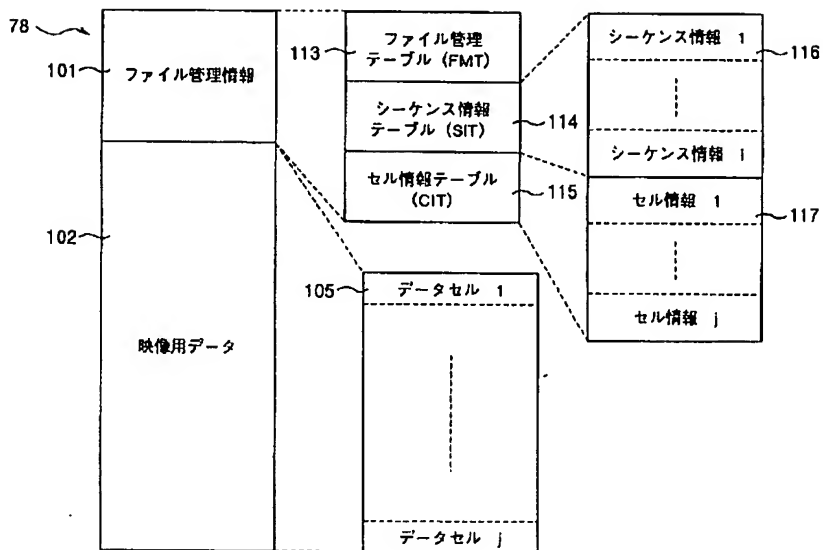 78
101
ファイル管理情報
102
映像用データ
113
ファイル管理
テーブル (FMT)
シーケンス情報
テーブル (SIT)
114
セル情報テーブル
(CIT)
115
シーケンス情報 1
116
シーケンス情報 i
セル情報 1
117
セル情報 j
105
データセル 1
データセル j